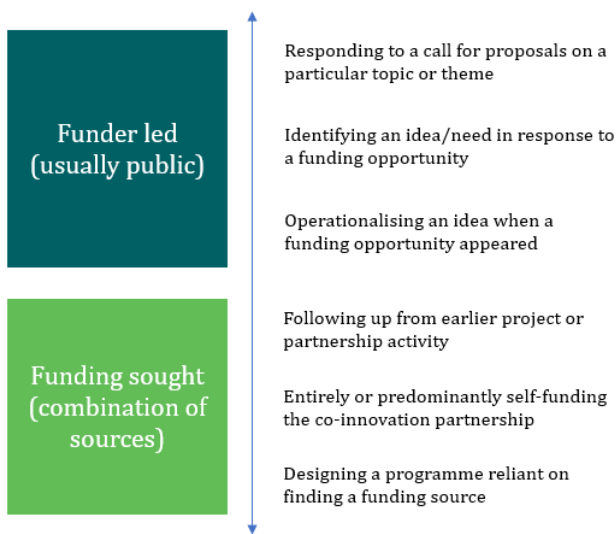 Funder led
(usually public)
Responding to a call for proposals on a
particular topic or theme
Identifying an idea/need in response to
a funding opportunity
Operationalising an idea when a
funding opportunity appeared
Funding sought
(combination of
sources)
Following up from earlier project or
partnership activity
Entirely or predominantly self-funding
the co-innovation partnership
Designing a programme reliant on
finding a funding source